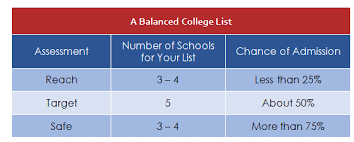 A Balanced College List
Assessment
Number of Schools
for Your List
Chance of Admission
Reach
3 – 4
Less than 25%
Target
5
About 50%
Safe
3 – 4
More than 75%